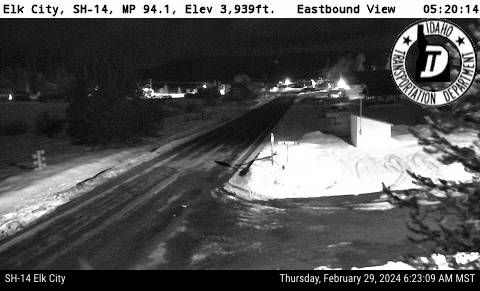 Elk City, SH-14, MP 94.1, Elev 3,939ft. Eastbound View 05:20:14
IDAHO
TRANSPORTATION DEPARTMENT
SH-14 Elk City Thursday, February 29, 2024 6:23:09 AM MST